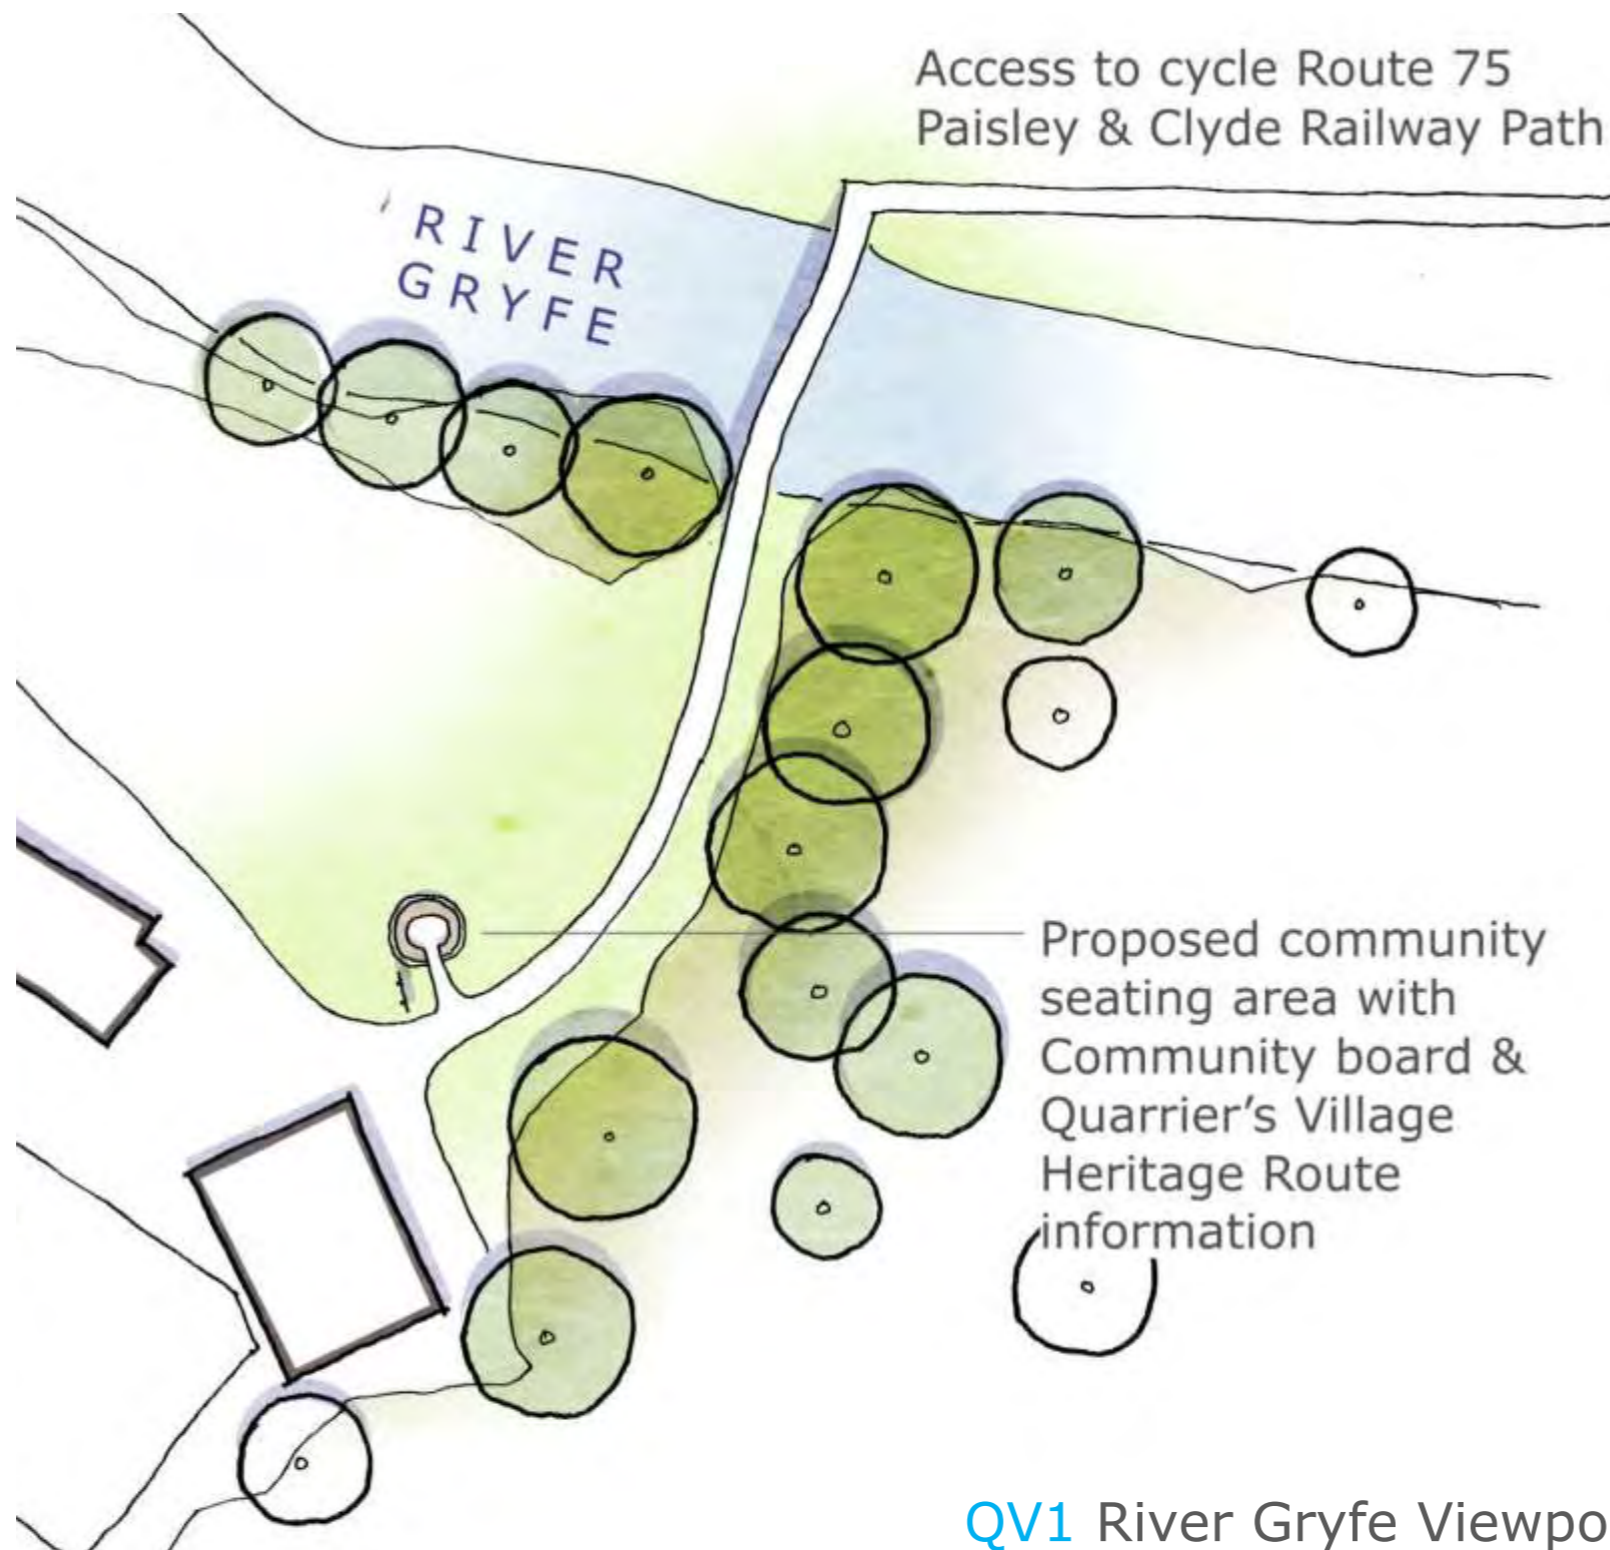 Access to cycle Route 75
Paisley & Clyde Railway Path
RIVER
GRYFE
Proposed community
seating area with
Community board &
Quarrier's Village
Heritage Route
information
QV1 River Gryfe Viewpo